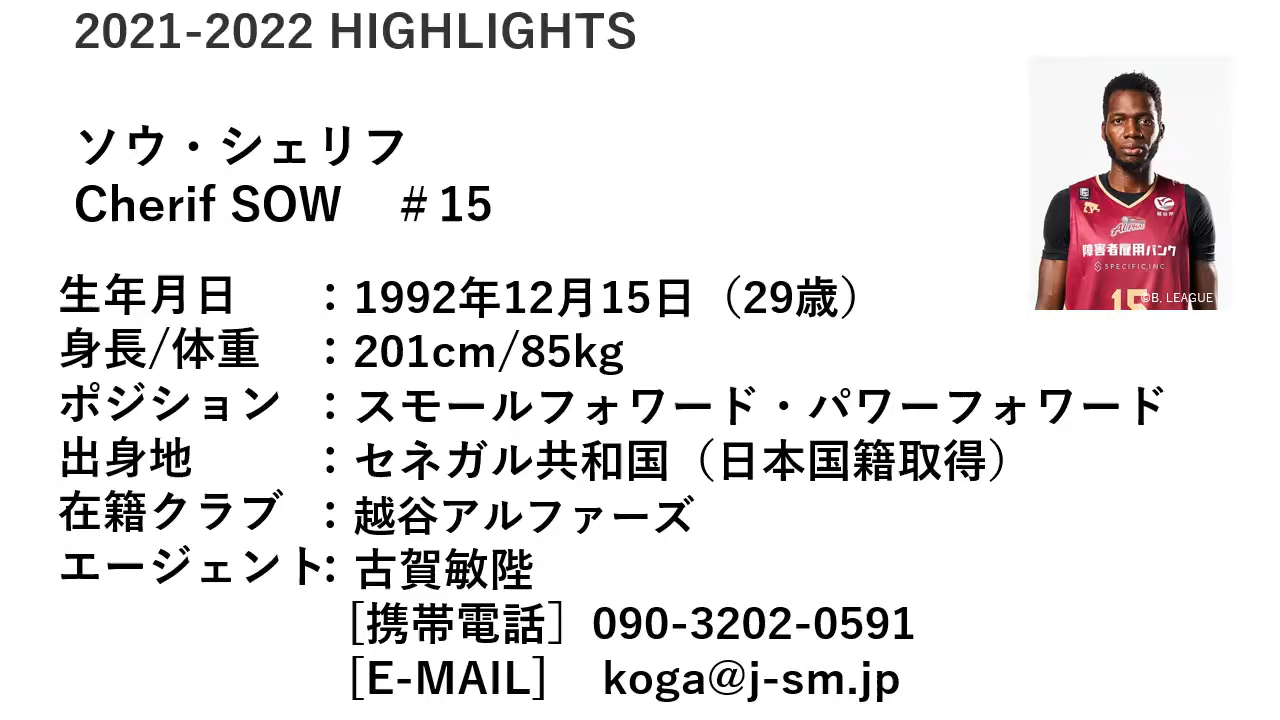 2021-2022 HIGHLIGHTS
ソウ・シェリフ
Cherif SOW #15
生年月日 :1992年12月15日（29歳）
身長/体重 :201cm/85kg
ポジション :スモールフォワード・パワーフォワード
出身地 :セネガル共和国（日本国籍取得）
在籍クラブ :越谷アルファーズ
エージェント:古賀敏陛
[携帯電話] 090-3202-0591
[E-MAIL] koga@j-sm.jp
障害者雇用バンク
SPECIFIC,INC
15
©B. LEAGUE